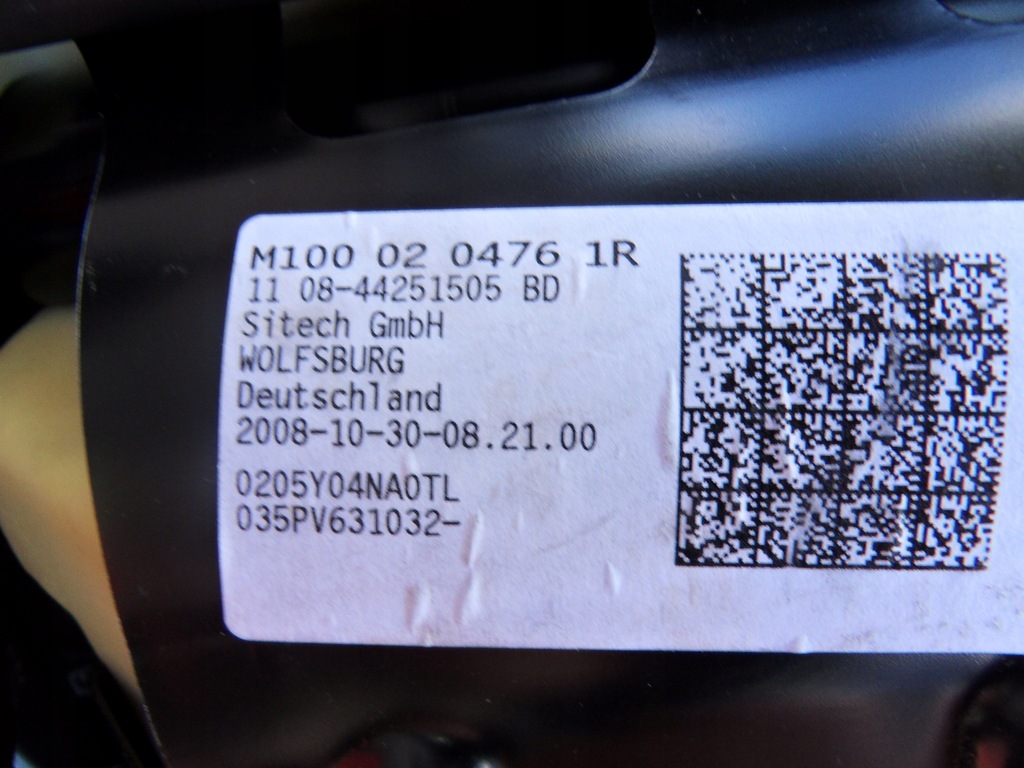 M100 02 0476 1R
11 08-44251505 BD
Sitech GmbH
WOLFSBURG
Deutschland
2008-10-30-08.21.00
0205Y04NA0TL
035PV631032-